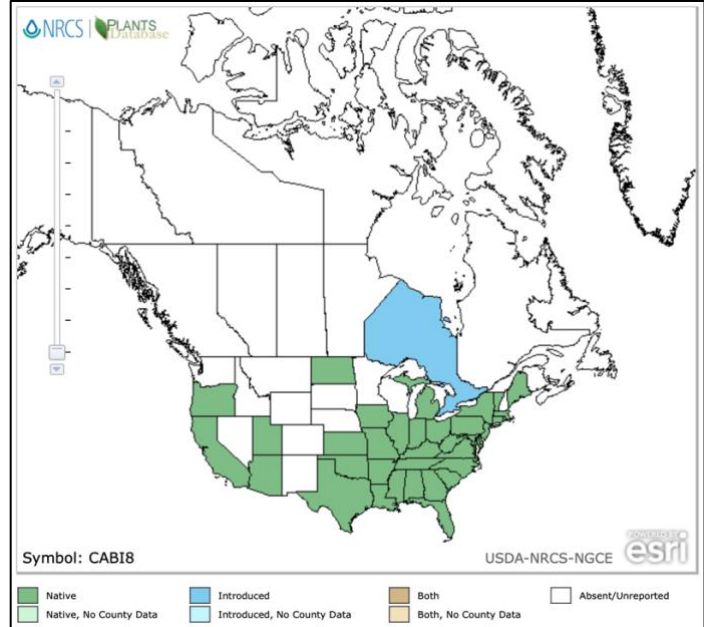 NRCS | PLANTS
Database
Symbol: CABI8
USDA-NRCS-NGCE
POWERED BY
esri
Native
Introduced
Both
Absent/Unreported
Native, No County Data
Introduced, No County Data
Both, No County Data